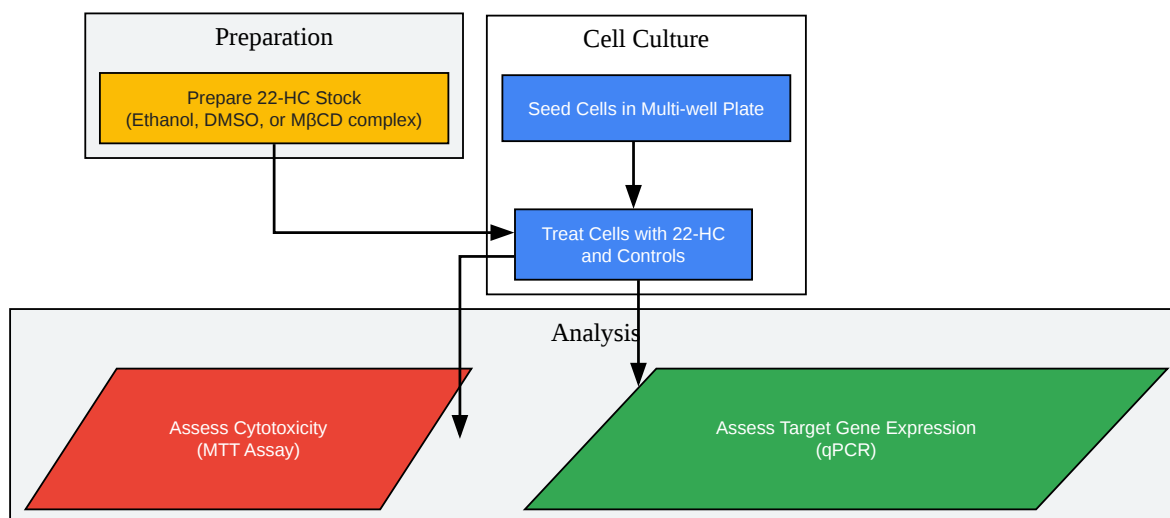 Preparation
Prepare 22-HC Stock
(Ethanol, DMSO, or MβCD complex)
Cell Culture
Seed Cells in Multi-well Plate
Treat Cells with 22-HC
and Controls
Analysis
Assess Cytotoxicity
(MTT Assay)
Assess Target Gene Expression
(qPCR)